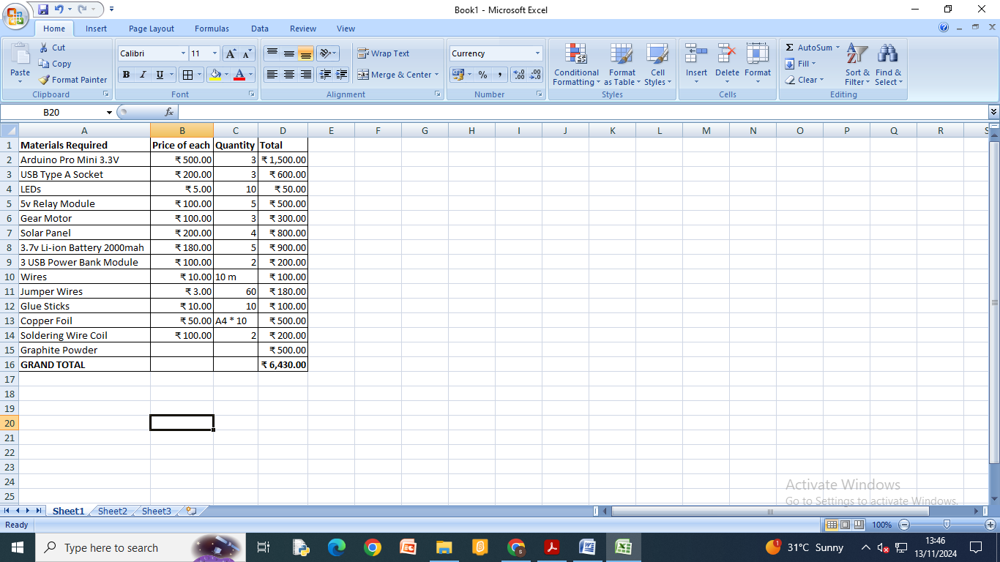 Book1 - Microsoft Excel
Home Insert Page Layout Formulas Data Review View
Paste Cut Copy Format Painter
Calibri 11
B I U A A A
Wrap Text
Merge & Center
Currency
% ,
Conditional Formatting Format as Table Cell Styles
Insert Delete Format
Σ AutoSum Fill Clear
Sort & Filter Find & Select
Clipboard Font Alignment Number Styles Cells Editing
B20 fx
A B C D E F G H I J K L M N O P Q R S
1 Materials Required Price of each Quantity Total
2 Arduino Pro Mini 3.3V ₹ 500.00 3 ₹ 1,500.00
3 USB Type A Socket ₹ 200.00 3 ₹ 600.00
4 LEDs ₹ 5.00 10 ₹ 50.00
5 5v Relay Module ₹ 100.00 5 ₹ 500.00
6 Gear Motor ₹ 100.00 3 ₹ 300.00
7 Solar Panel ₹ 200.00 4 ₹ 800.00
8 3.7v Li-ion Battery 2000mah ₹ 180.00 5 ₹ 900.00
9 3 USB Power Bank Module ₹ 100.00 2 ₹ 200.00
10 Wires ₹ 10.00 10 m ₹ 100.00
11 Jumper Wires ₹ 3.00 60 ₹ 180.00
12 Glue Sticks ₹ 10.00 10 ₹ 100.00
13 Copper Foil ₹ 50.00 A4 * 10 ₹ 500.00
14 Soldering Wire Coil ₹ 100.00 2 ₹ 200.00
15 Graphite Powder ₹ 500.00
16 GRAND TOTAL ₹ 6,430.00
17
18
19
20
21
22
23
24
25
Activate Windows
Go to Settings to activate Windows.
Sheet1 Sheet2 Sheet3
Ready 100%
Type here to search
31°C Sunny
13:46
13/11/2024